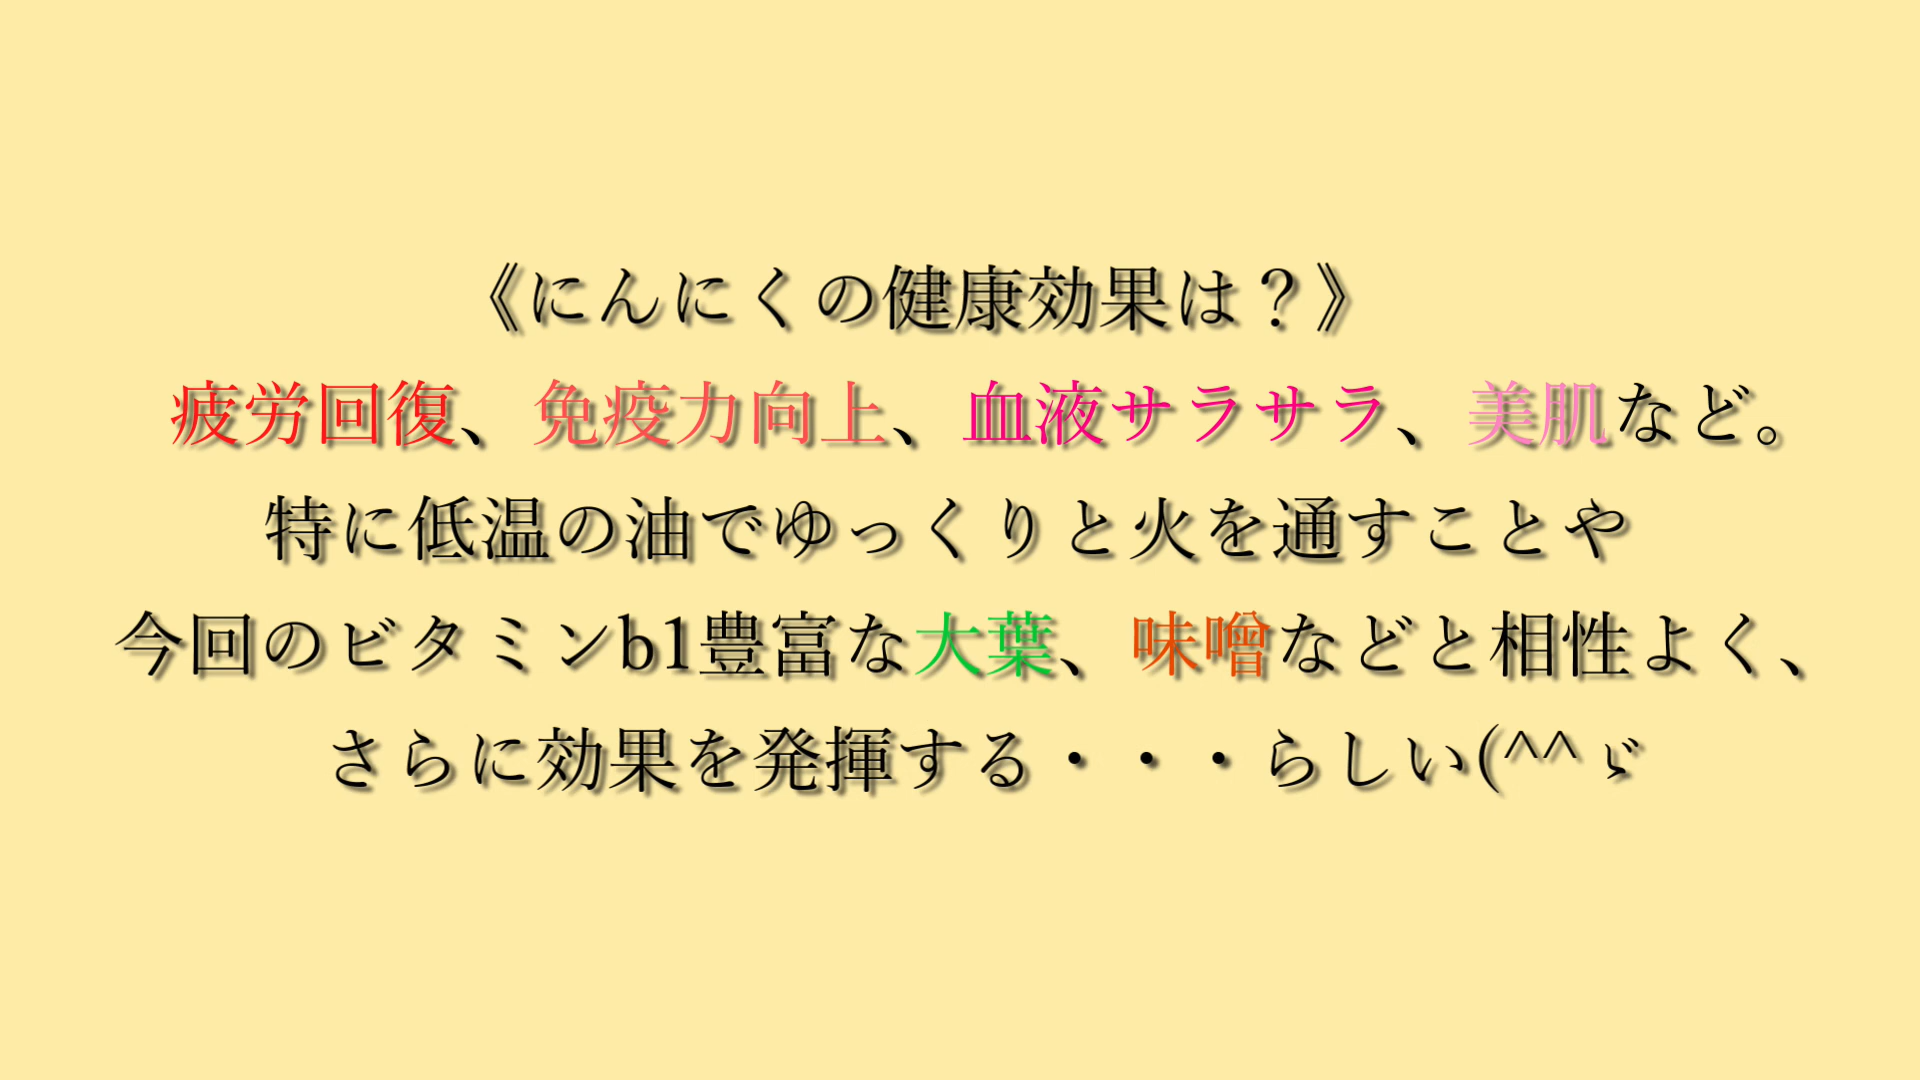 《にんにくの健康効果は？》
疲労回復、免疫力向上、血液サラサラ、美肌など。
特に低温の油でゆっくりと火を通すことや
今回のビタミンb1豊富な大葉、味噌などと相性よく、
さらに効果を発揮する・・・らしい(^^ゞ